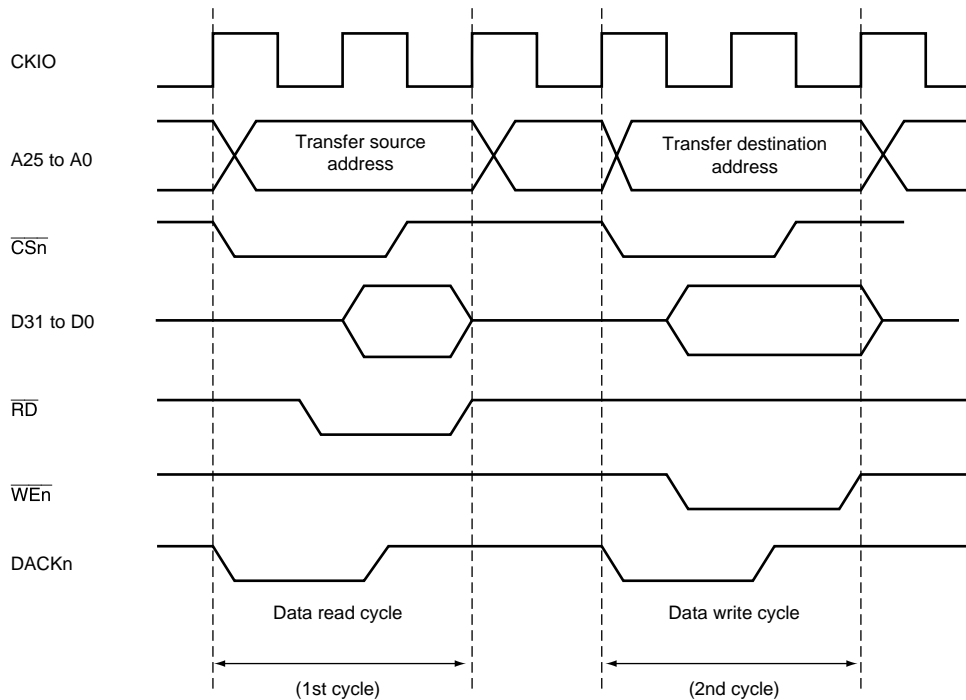 CKIO
A25 to A0
Transfer source
address
Transfer destination
address
CSn
D31 to D0
RD
WEn
DACKn
Data read cycle
Data write cycle
(1st cycle)
(2nd cycle)